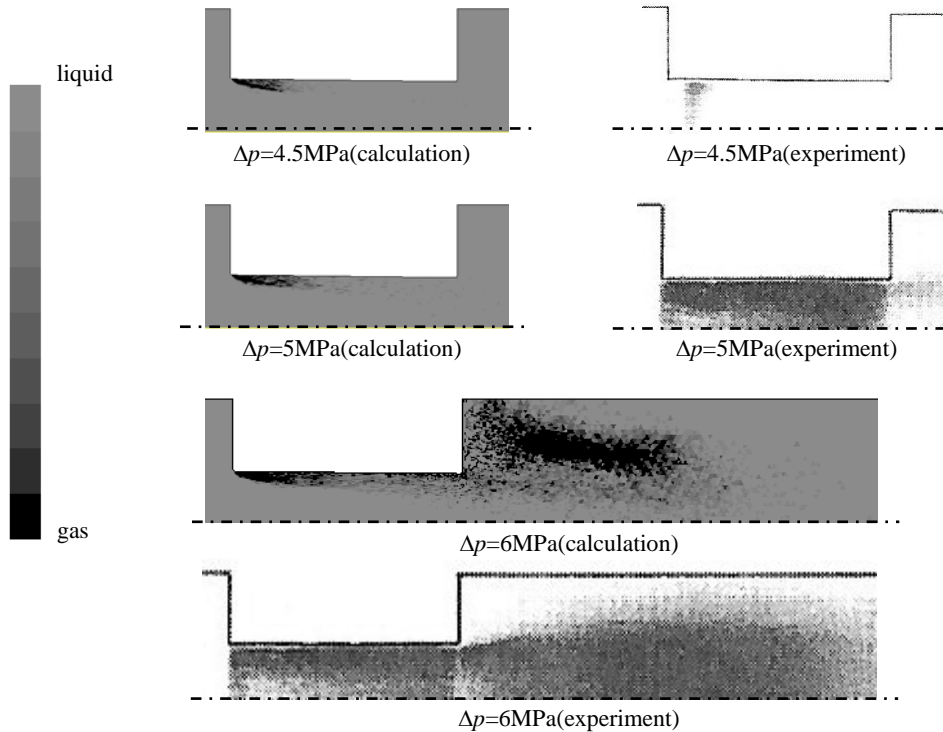 liquid
Δp=4.5MPa(calculation)
Δp=4.5MPa(experiment)
Δp=5MPa(calculation)
Δp=5MPa(experiment)
gas
Δp=6MPa(calculation)
Δp=6MPa(experiment)